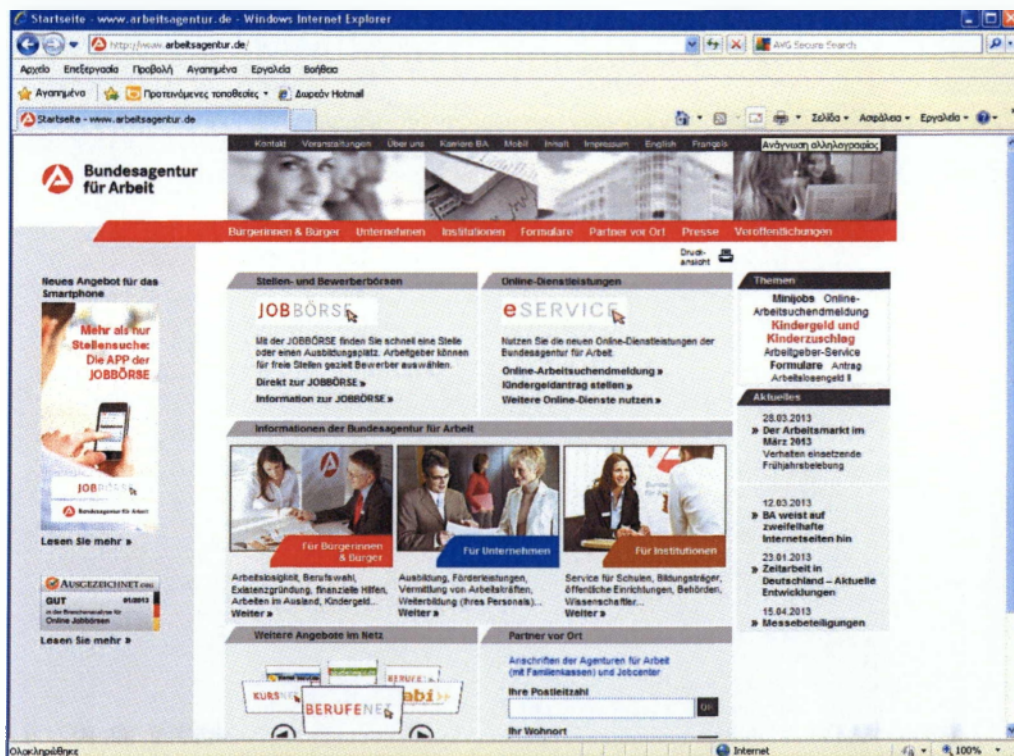 Startseite - www.arbeitsagentur.de - Windows Internet Explorer
http://www.arbeitsagentur.de/
AVG Secure Search
Αρχείο Επεξεργασία Προβολή Αγαπημένα Εργαλεία Βοήθεια
Αγαπημένα Προτεινόμενες τοποθεσίες Δωρεάν Hotmail
Startseite - www.arbeitsagentur.de
Σελίδα Ασφάλεια Εργαλεία
Ανάγνωση αλληλογραφίας
Kontakt Veranstaltungen Über uns Karriere BA Mobil Inhalt Impressum English Français
Bundesagentur
für Arbeit
Bürgerinnen & Bürger Unternehmen Institutionen Formulare Partner vor Ort Presse Veröffentlichungen
Druck-
ansicht
Neues Angebot für das
Smartphone
Mehr als nur
Stellensuche:
Die APP der
JOBBÖRSE
JOBBÖRSE
Bundesagentur für Arbeit
Lesen Sie mehr »
AUSGEZEICHNET.ORG
GUT 01/2013
in der Branchenanalyse für
Online Jobbörsen
Lesen Sie mehr »
Stellen- und Bewerberbörsen
JOBBÖRSE
Mit der JOBBÖRSE finden Sie schnell eine Stelle
oder einen Ausbildungsplatz. Arbeitgeber können
für freie Stellen gezielt Bewerber auswählen.
Direkt zur JOBBÖRSE »
Information zur JOBBÖRSE »
Online-Dienstleistungen
eSERVICE
Nutzen Sie die neuen Online-Dienstleistungen der
Bundesagentur für Arbeit.
Online-Arbeitsuchendmeldung »
Kindergeldantrag stellen »
Weitere Online-Dienste nutzen »
Informationen der Bundesagentur für Arbeit
Für Bürgerinnen
& Bürger
Arbeitslosigkeit, Berufswahl,
Existenzgründung, finanzielle Hilfen,
Arbeiten im Ausland, Kindergeld...
Weiter »
Für Unternehmen
Ausbildung, Förderleistungen,
Vermittlung von Arbeitskräften,
Weiterbildung (Ihres Personals)...
Weiter »
Für Institutionen
Service für Schulen, Bildungsträger,
öffentliche Einrichtungen, Behörden,
Wissenschaftler...
Weiter »
Weitere Angebote im Netz
KURSNET
BERUFENET
abi
Partner vor Ort
Anschriften der Agenturen für Arbeit
(mit Familienkassen) und Jobcenter
Ihre Postleitzahl
OK
Ihr Wohnort
Themen
Minijobs Online-
Arbeitsuchendmeldung
Kindergeld und
Kinderzuschlag
Arbeitgeber-Service
Formulare Antrag
Arbeitslosengeld II
Aktuelles
28.03.2013
» Der Arbeitsmarkt im
März 2013
Verhalten einsetzende
Frühjahrsbelebung
12.03.2013
» BA weist auf
zweifelhafte
Internetseiten hin
23.01.2013
» Zeitarbeit in
Deutschland – Aktuelle
Entwicklungen
15.04.2013
» Messebeteiligungen
Ολοκληρώθηκε
Internet
100%